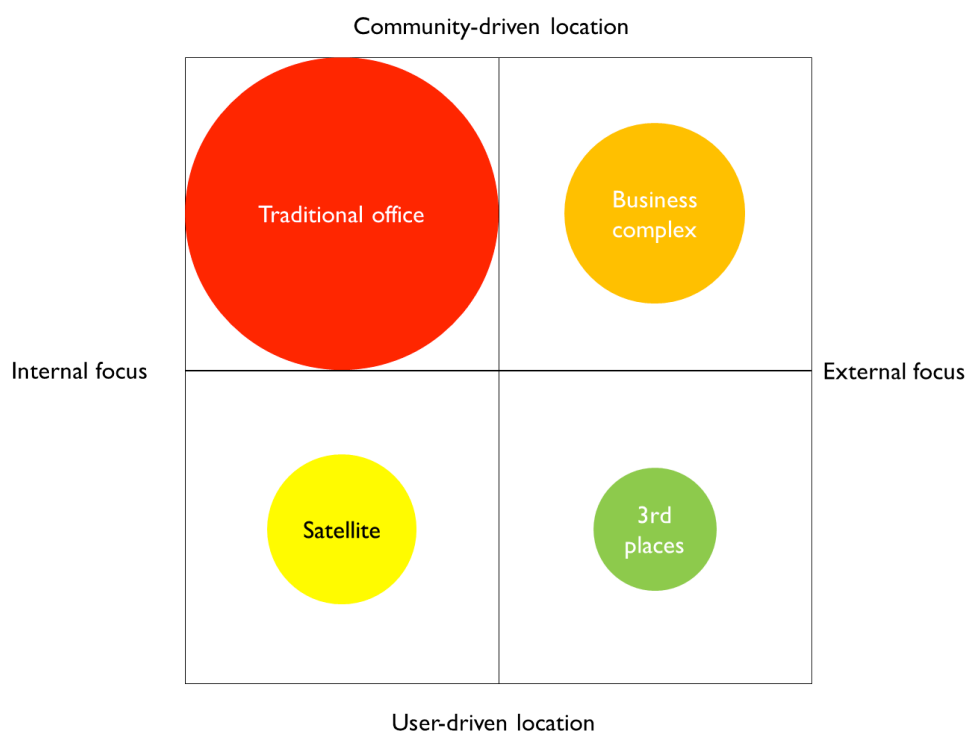 Community-driven location
Traditional office
Business
complex
Internal focus
External focus
Satellite
3rd
places
User-driven location